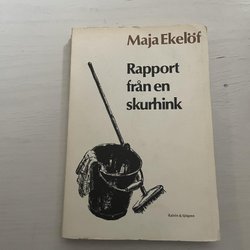 Maja Ekelöf
Rapport
från en
skurhink
Rabén & Sjögren